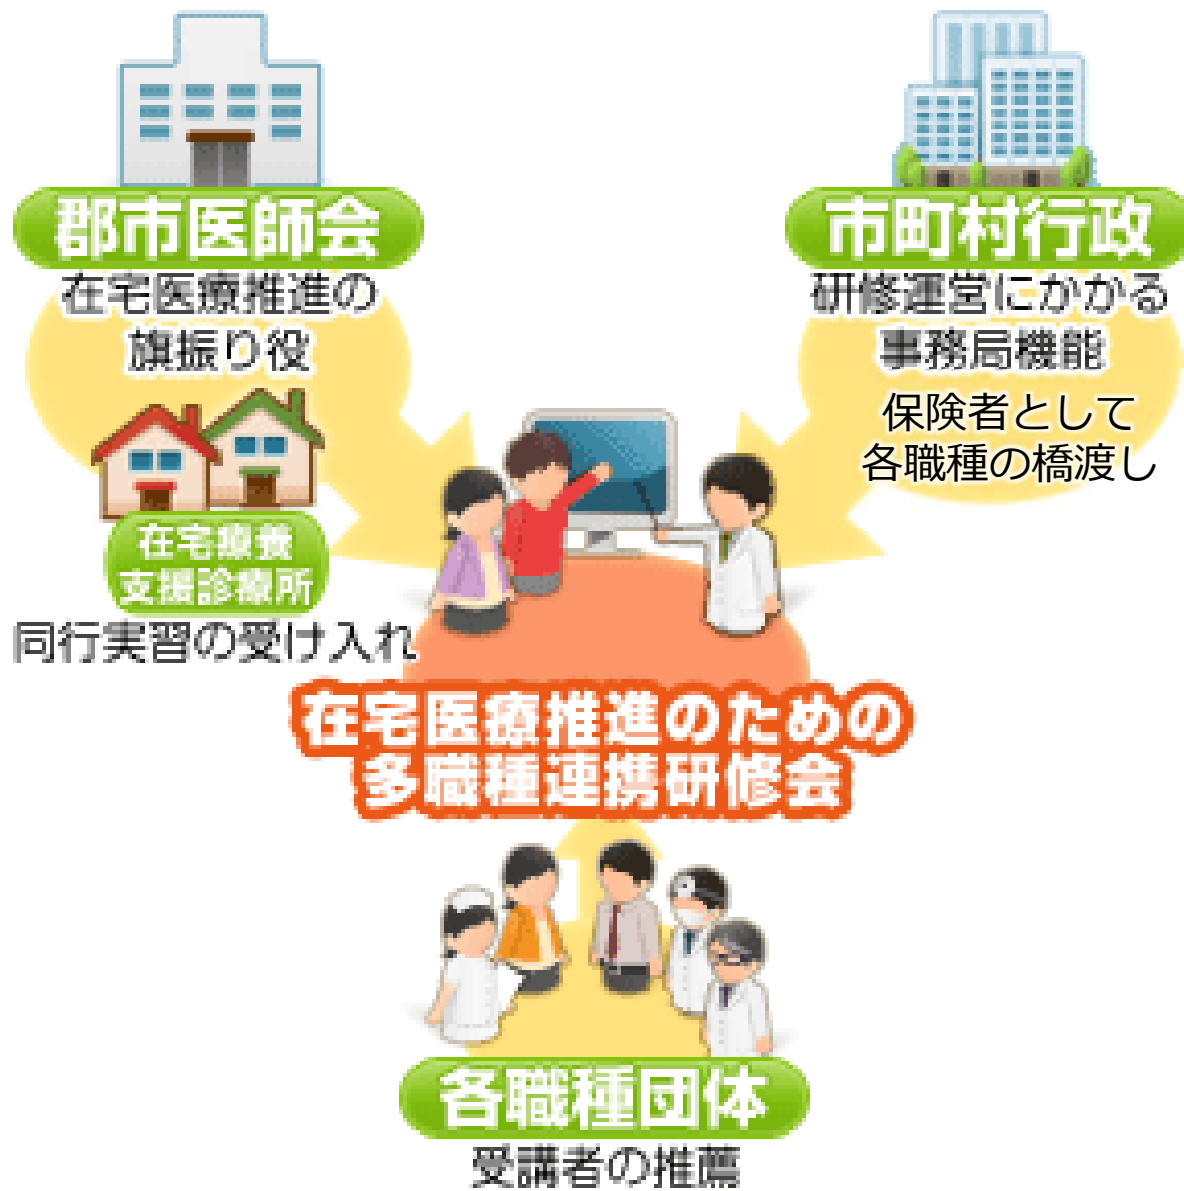 郡市医師会
在宅医療推進の
旗振り役
在宅療養
支援診療所
同行実習の受け入れ
市町村行政
研修運営にかかる
事務局機能
保険者として
各職種の橋渡し
在宅医療推進のための
多職種連携研修会
各職種団体
受講者の推薦